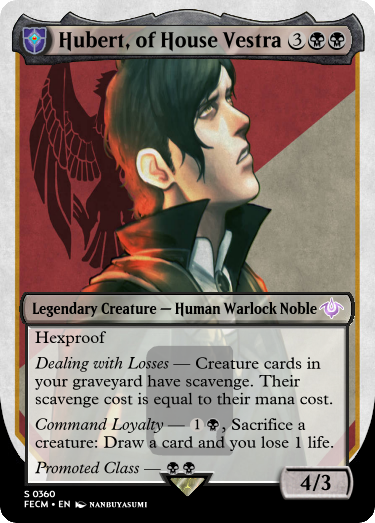 Hubert, of House Vestra 3
Legendary Creature — Human Warlock Noble
Hexproof
Dealing with Losses — Creature cards in
your graveyard have scavenge. Their
scavenge cost is equal to their mana cost.
Command Loyalty — 1 , Sacrifice a
creature: Draw a card and you lose 1 life.
Promoted Class —
4/3
S 0360
FECM • EN NANBUYASUMI